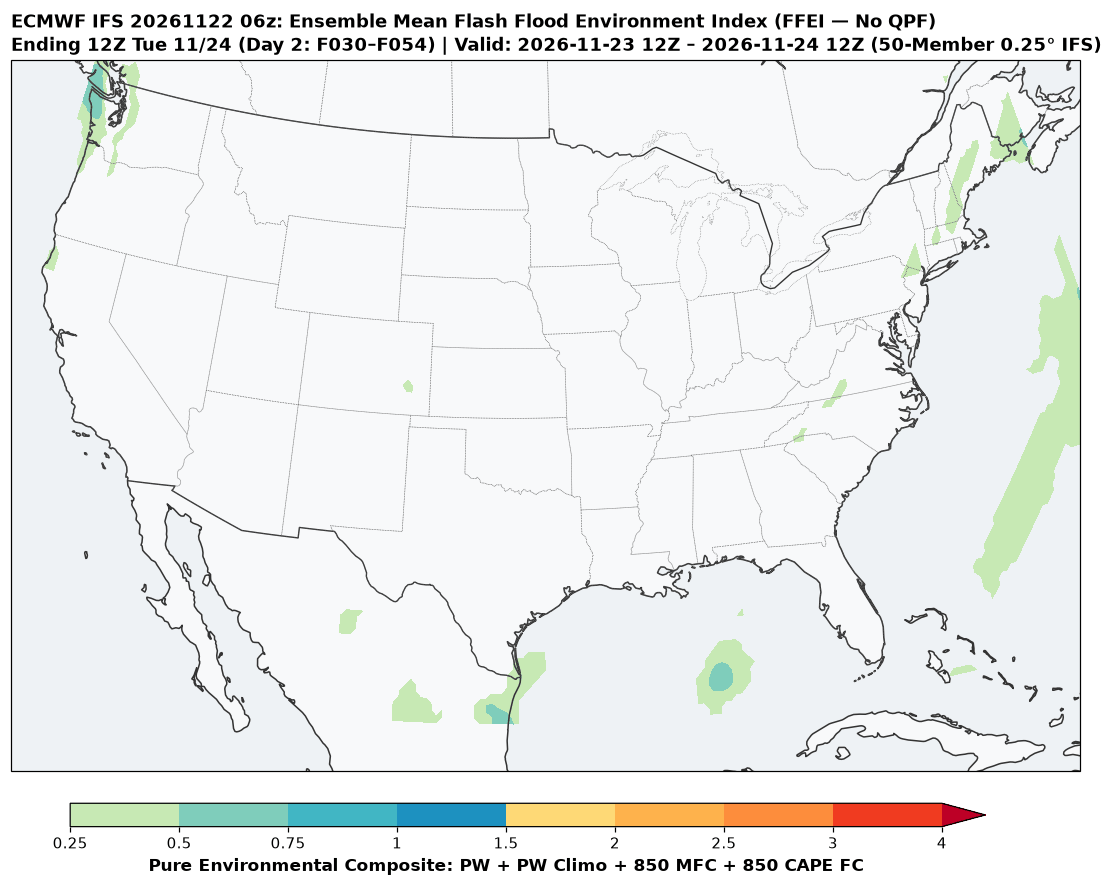 ECMWF IFS 20261122 06z: Ensemble Mean Flash Flood Environment Index (FFEI — No QPF)
Ending 12Z Tue 11/24 (Day 2: F030–F054) | Valid: 2026-11-23 12Z – 2026-11-24 12Z (50-Member 0.25° IFS)
0.25 0.5 0.75 1 1.5 2 2.5 3 4
Pure Environmental Composite: PW + PW Climo + 850 MFC + 850 CAPE FC